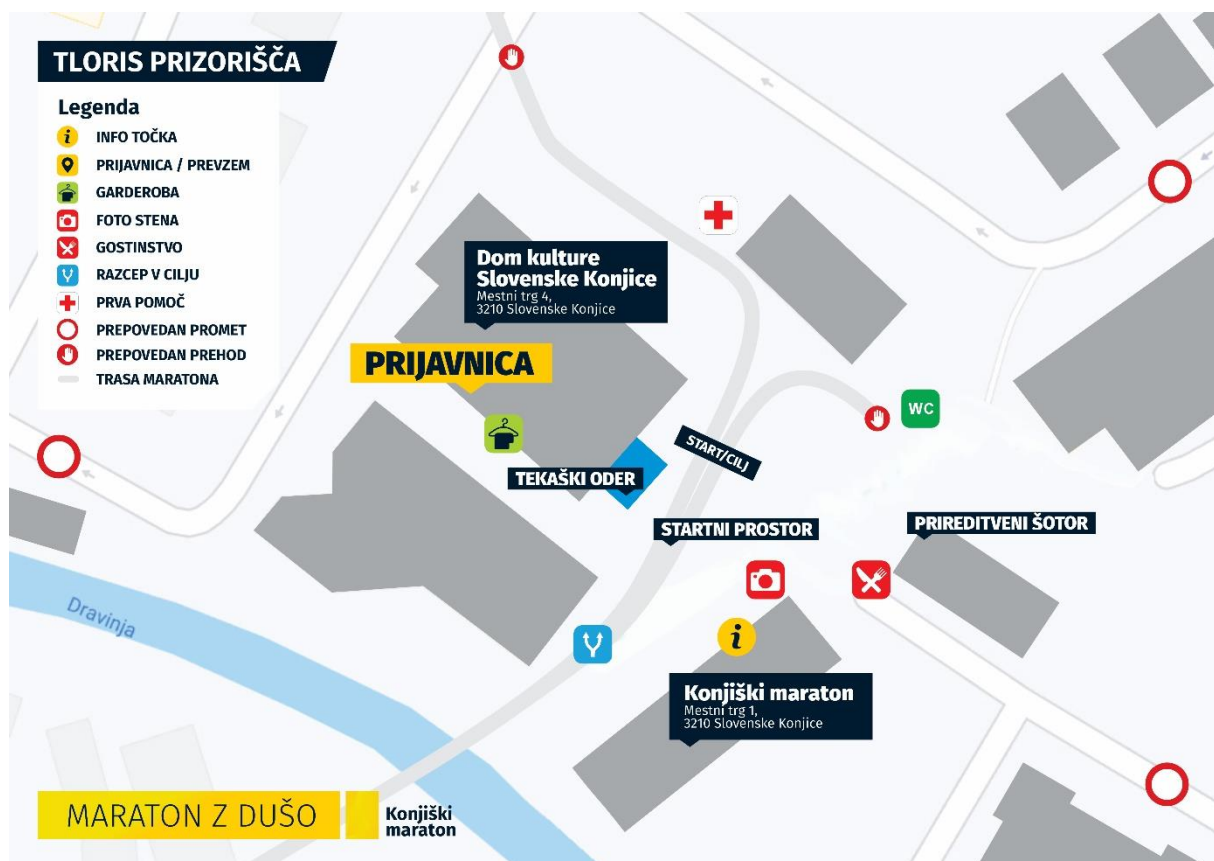 TLORIS PRIZORIŠČA
Legenda
i INFO TOČKA
PRIJAVNICA / PREVZEM
GARDEROBA
FOTO STENA
GOSTINSTVO
RAZCEP V CILJU
PRVA POMOČ
PREPOVEDAN PROMET
PREPOVEDAN PREHOD
TRASA MARATONA
Dom kulture
Slovenske Konjice
Mestni trg 4,
3210 Slovenske Konjice
PRIJAVNICA
WC
START/CILJ
TEKAŠKI ODER
STARTNI PROSTOR
PRIREDITVENI ŠOTOR
Dravinja
i
Konjiški maraton
Mestni trg 1,
3210 Slovenske Konjice
MARATON Z DUŠO
Konjiški
maraton